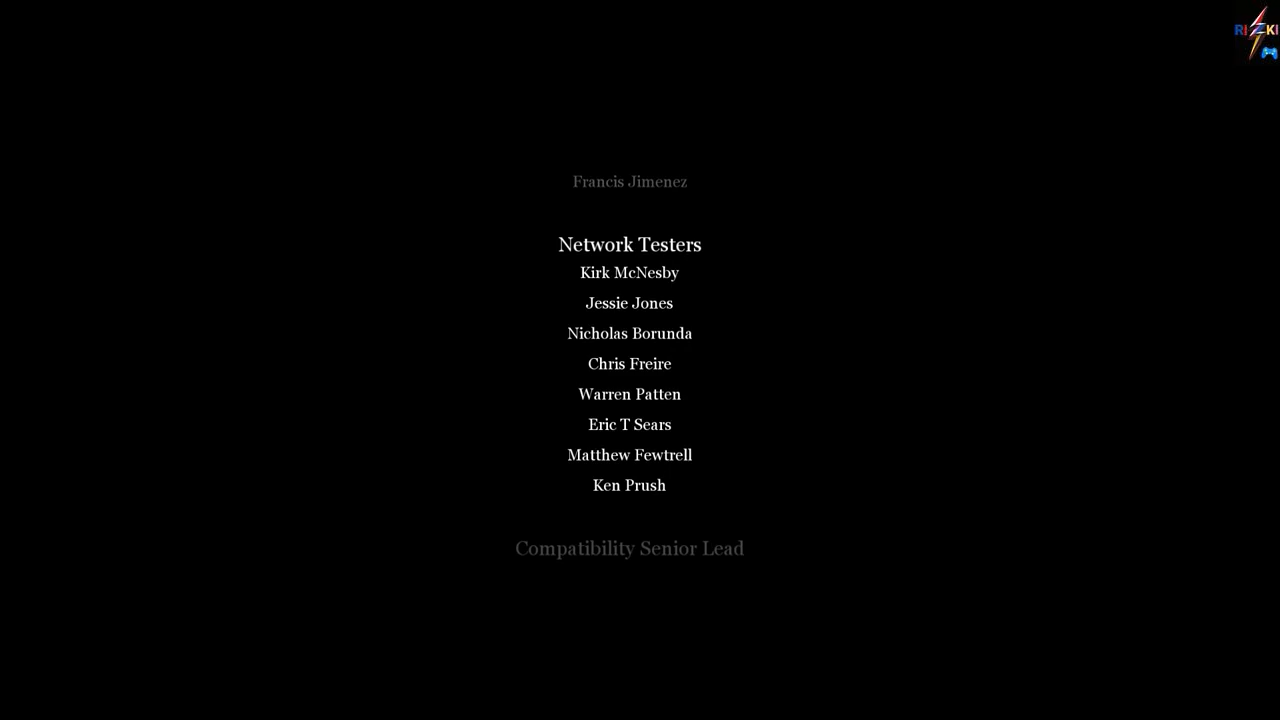 RIZKI
Francis Jimenez
Network Testers
Kirk McNesby
Jessie Jones
Nicholas Borunda
Chris Freire
Warren Patten
Eric T Sears
Matthew Fewtrell
Ken Prush
Compatibility Senior Lead